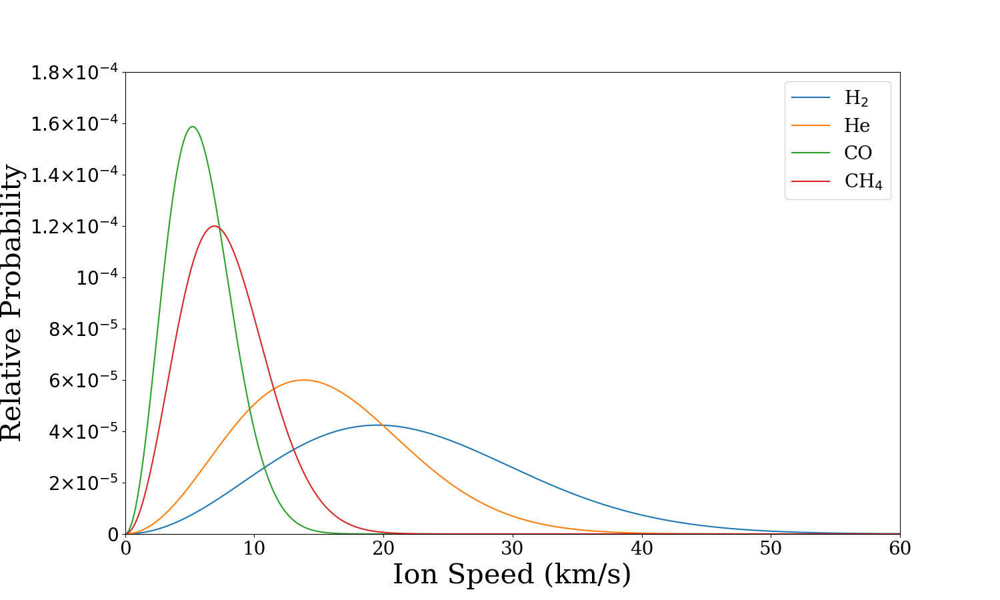 1.8×10⁻⁴
1.6×10⁻⁴
1.4×10⁻⁴
1.2×10⁻⁴
10⁻⁴
8×10⁻⁵
6×10⁻⁵
4×10⁻⁵
2×10⁻⁵
0
Relative Probability
H₂
He
CO
CH₄
0 10 20 30 40 50 60
Ion Speed (km/s)